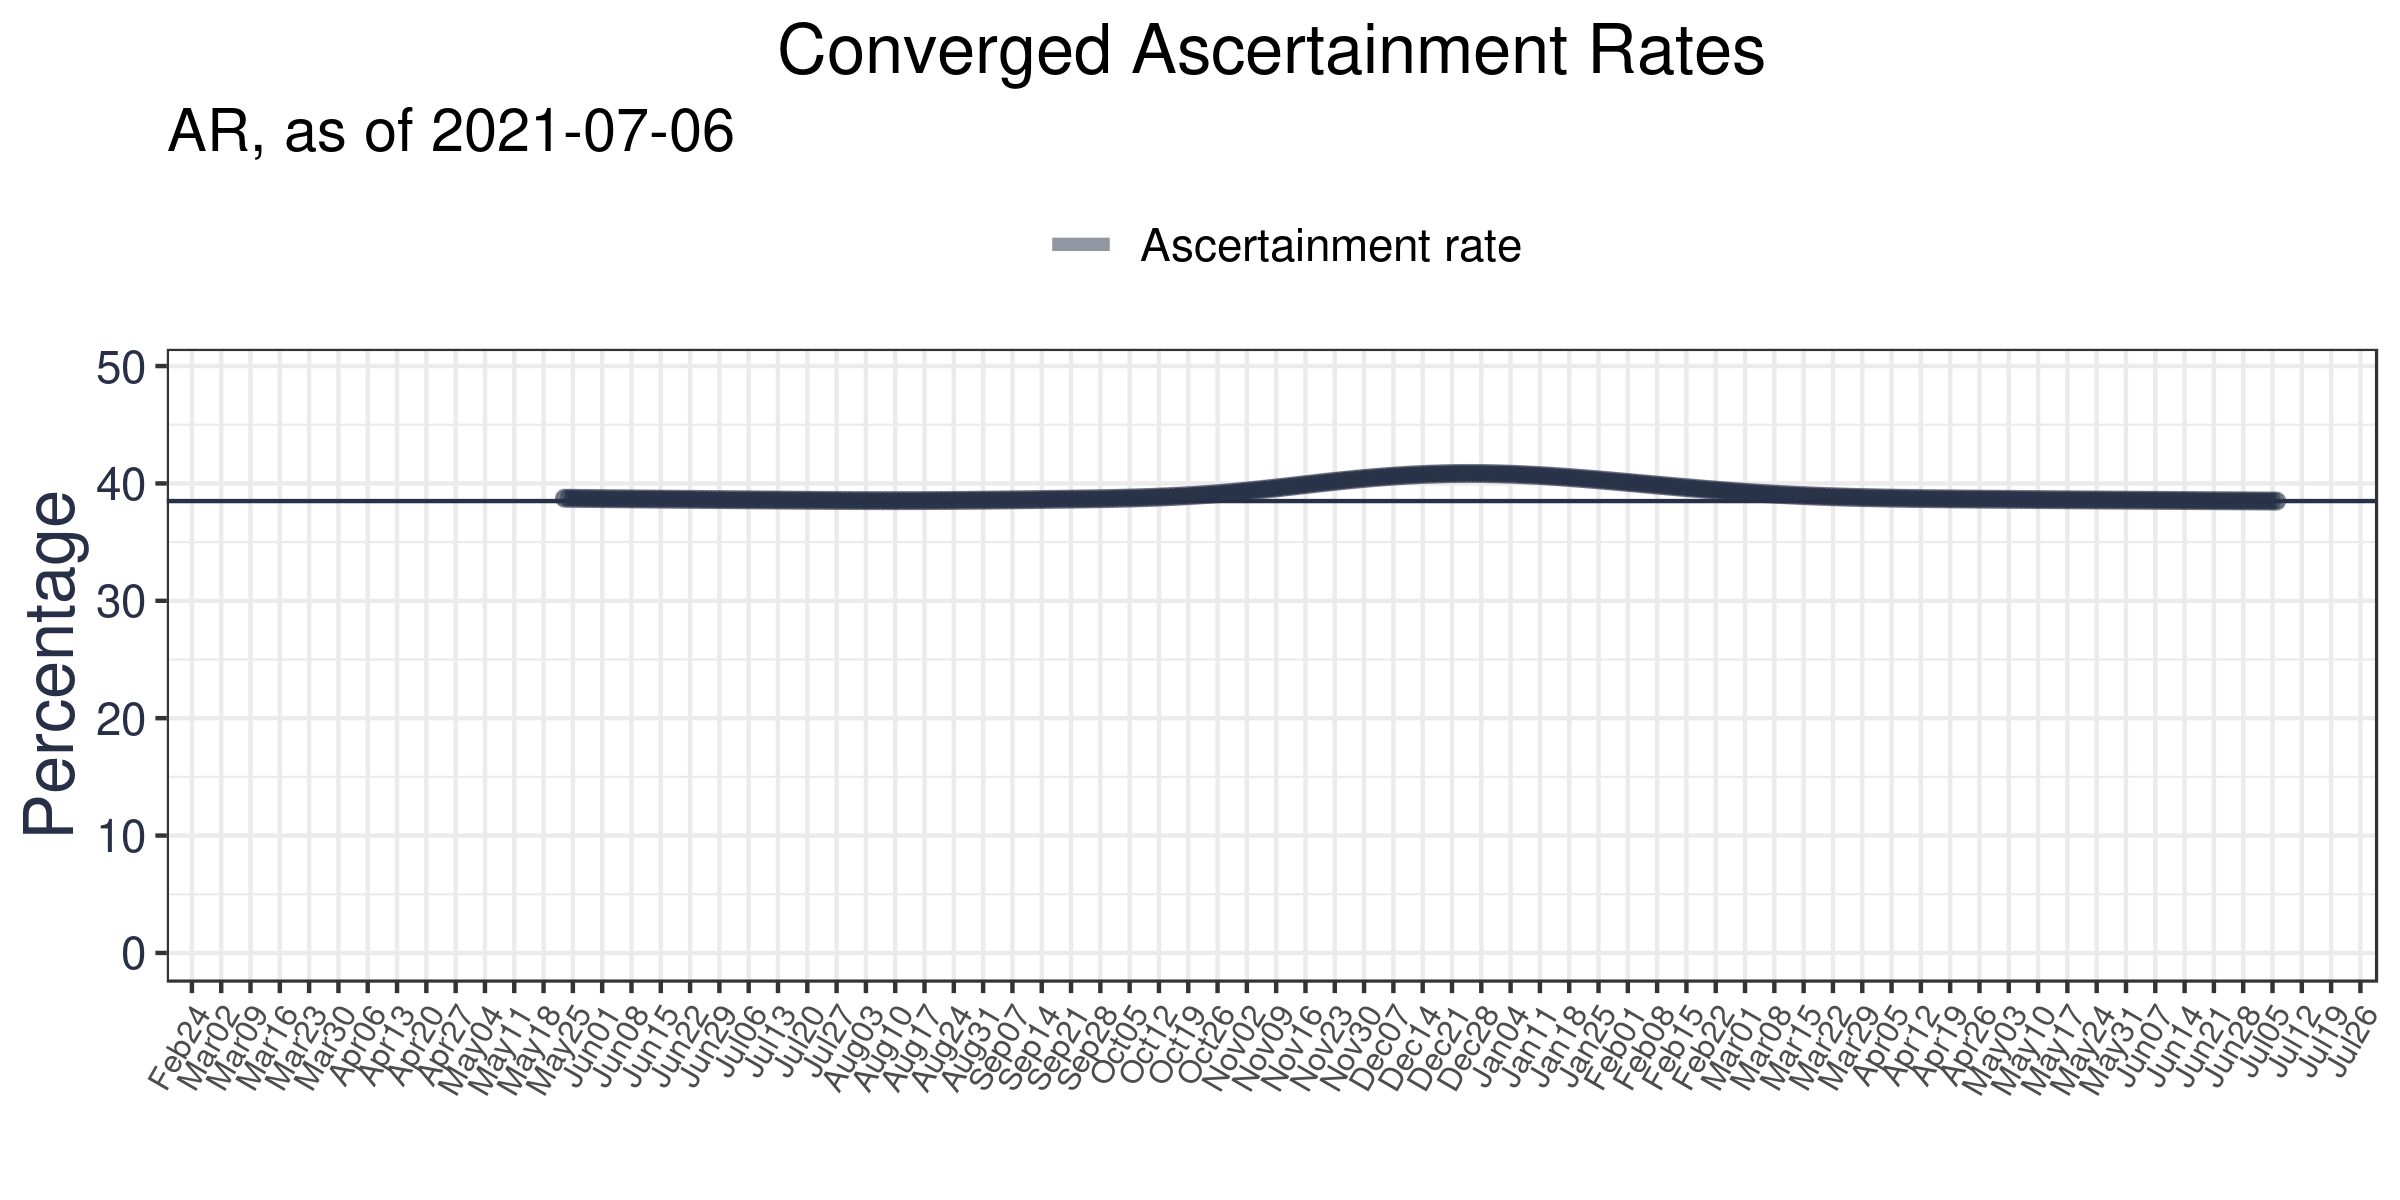 Converged Ascertainment Rates
AR, as of 2021-07-06
Ascertainment rate
Percentage
50
40
30
20
10
0
Feb24 Mar02 Mar09 Mar16 Mar23 Mar30 Apr06 Apr13 Apr20 Apr27 May04 May11 May18 May25 Jun01 Jun08 Jun15 Jun22 Jun29 Jul06 Jul13 Jul20 Jul27 Aug03 Aug10 Aug17 Aug24 Aug31 Sep07 Sep14 Sep21 Sep28 Oct05 Oct12 Oct19 Oct26 Nov02 Nov09 Nov16 Nov23 Nov30 Dec07 Dec14 Dec21 Dec28 Jan04 Jan11 Jan18 Jan25 Feb01 Feb08 Feb15 Feb22 Mar01 Mar08 Mar15 Mar22 Mar29 Apr05 Apr12 Apr19 Apr26 May03 May10 May17 May24 May31 Jun07 Jun14 Jun21 Jun28 Jul05 Jul12 Jul19 Jul26